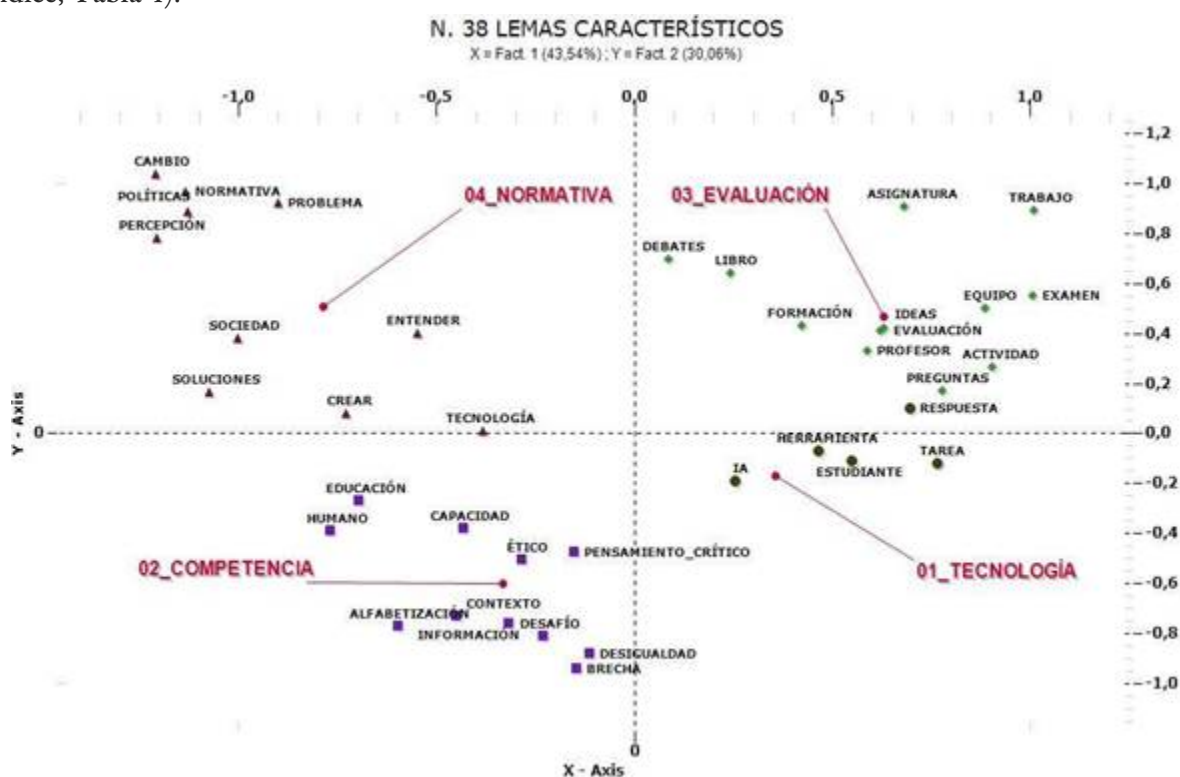 ndice, Tabla 1).
N. 38 LEMAS CARACTERÍSTICOS
X = Fact. 1 (43,54%) ; Y = Fact. 2 (30,06%)
-1,0 -0,5 0,0 0,5 1,0
1,2
CAMBIO
POLÍTICAS NORMATIVA PROBLEMA
04_NORMATIVA 03_EVALUACIÓN ASIGNATURA TRABAJO
1,0
PERCEPCIÓN
0,8
DEBATES
LIBRO
0,6
EQUIPO EXAMEN
FORMACIÓN IDEAS
SOCIEDAD ENTENDER
EVALUACIÓN
0,4
PROFESOR ACTIVIDAD
SOLUCIONES PREGUNTAS
0,2
CREAR RESPUESTA
TECNOLOGÍA
Y - Axis
0 0,0
HERRAMIENTA TAREA
IA ESTUDIANTE
-0,2
EDUCACIÓN
HUMANO CAPACIDAD
-0,4
ÉTICO PENSAMIENTO_CRÍTICO
02_COMPETENCIA 01_TECNOLOGÍA
-0,6
ALFABETIZACIÓN CONTEXTO
INFORMACIÓN DESAFÍO
-0,8
DESIGUALDAD
BRECHA
-1,0
0
X - Axis